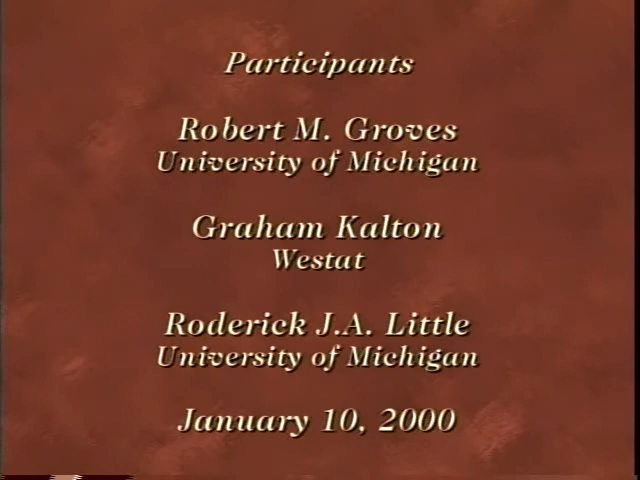 Participants
Robert M. Groves
University of Michigan
Graham Kalton
Westat
Roderick J.A. Little
University of Michigan
January 10, 2000